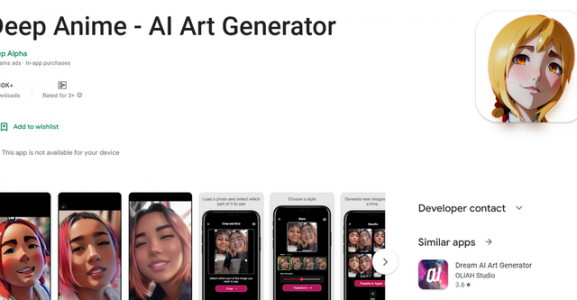 Deep Anime - AI Art Generator
ep Alpha
ains ads · In-app purchases
0K+
wnloads
Rated for 3+
Add to wishlist
This app is not available for your device
Load a photo and select which
part of it to use.
Choose a style
Generate new images
a time.
Developer contact
Similar apps
Dream AI Art Generator
OLIAH Studio
3.6★
ai